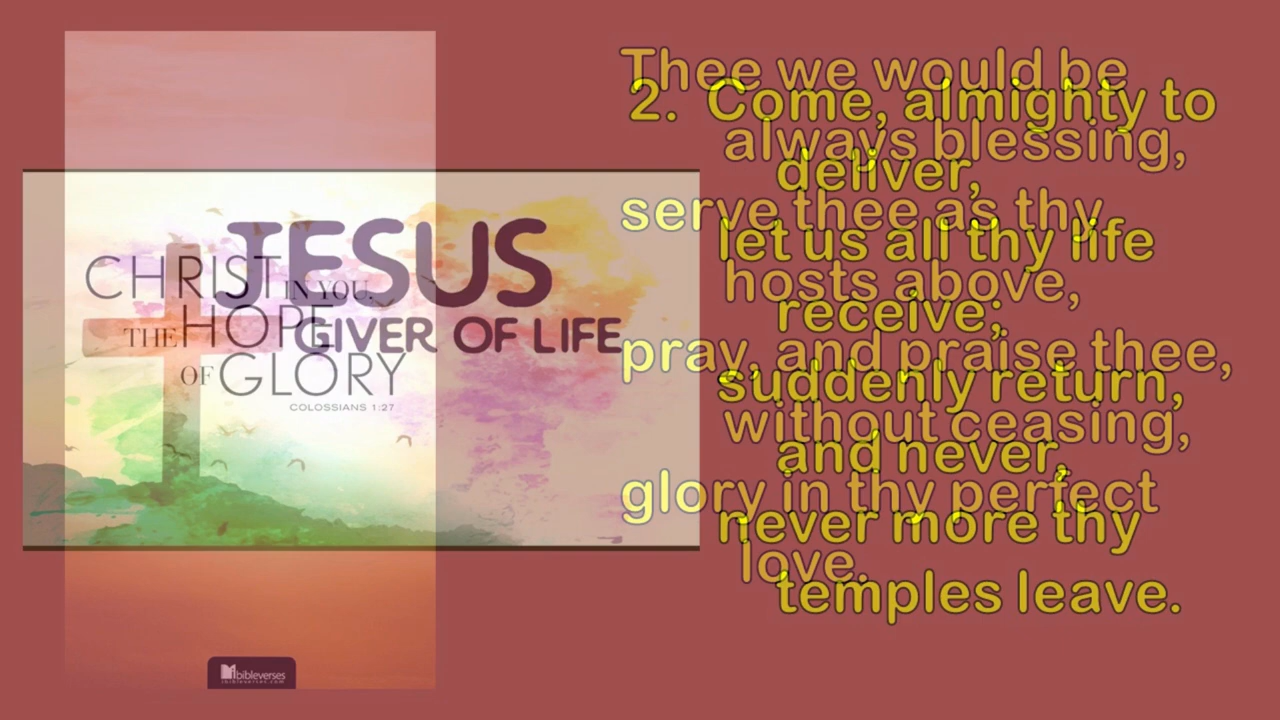 CHRIST IN YOU,
THE HOPE
OF GLORY
COLOSSIANS 1:27
JESUS
GIVER OF LIFE
ibibleverses
ibibleverses.com
2. Come, almighty to
deliver,
let us all thy life
receive;
suddenly return,
and never,
never more thy
temples leave.
Thee we would be
always blessing,
serve thee as thy
hosts above,
pray, and praise thee,
without ceasing,
glory in thy perfect
love.